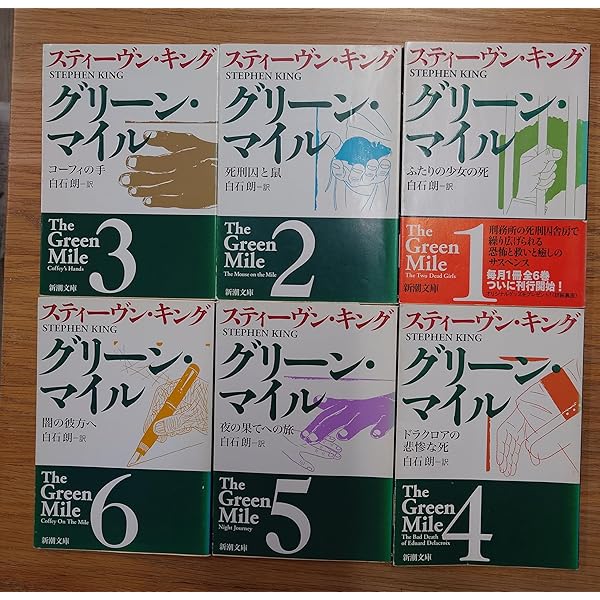 スティーヴン・キング
STEPHEN KING
グリーン・
マイル
コーフィの手
白石 朗=訳
The
Green
Mile
3
Coffey's Hands
新潮文庫
スティーヴン・キング
STEPHEN KING
グリーン・
マイル
死刑囚と鼠
白石 朗=訳
The
Green
Mile
2
The Mouse on the Mile
新潮文庫
スティーヴン・キング
STEPHEN KING
グリーン・
マイル
ふたりの少女の死
白石 朗=訳
The
Green
Mile
1
The Two Dead Girls
新潮文庫
刑務所の死刑囚舎房で
繰り広げられる
恐怖と救いと癒しの
サスペンス
毎月1冊全6巻
ついに刊行開始!
スティーヴン・キング
STEPHEN KING
グリーン・
マイル
闇の彼方へ
白石 朗=訳
The
Green
Mile
6
Coffey On The Mile
新潮文庫
スティーヴン・キング
STEPHEN KING
グリーン・
マイル
夜の果てへの旅
白石 朗=訳
The
Green
Mile
5
Night Journey
新潮文庫
スティーヴン・キング
STEPHEN KING
グリーン・
マイル
ドラクロアの
悲惨な死
白石 朗=訳
The
Green
Mile
4
The Bad Death
of Eduard Delacroix
新潮文庫